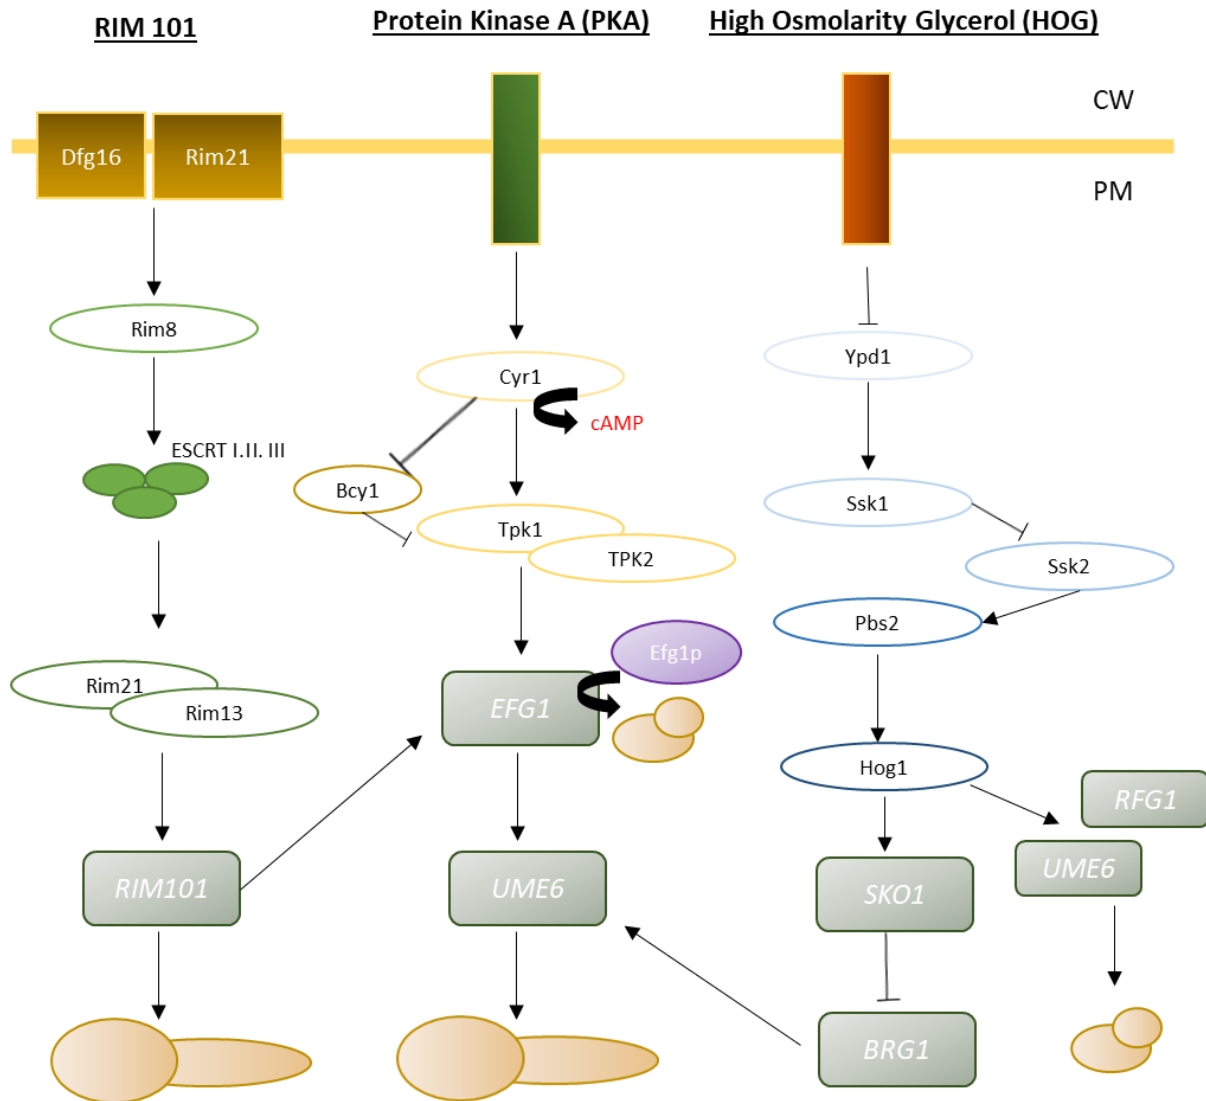 RIM 101
Protein Kinase A (PKA)
High Osmolarity Glycerol (HOG)
CW
PM
Dfg16
Rim21
Rim8
ESCRT I.II. III
Rim21
Rim13
RIM101
Cyr1
cAMP
Bcy1
Tpk1
TPK2
Efg1p
EFG1
UME6
Ypd1
Ssk1
Ssk2
Pbs2
Hog1
RFG1
UME6
SKO1
BRG1